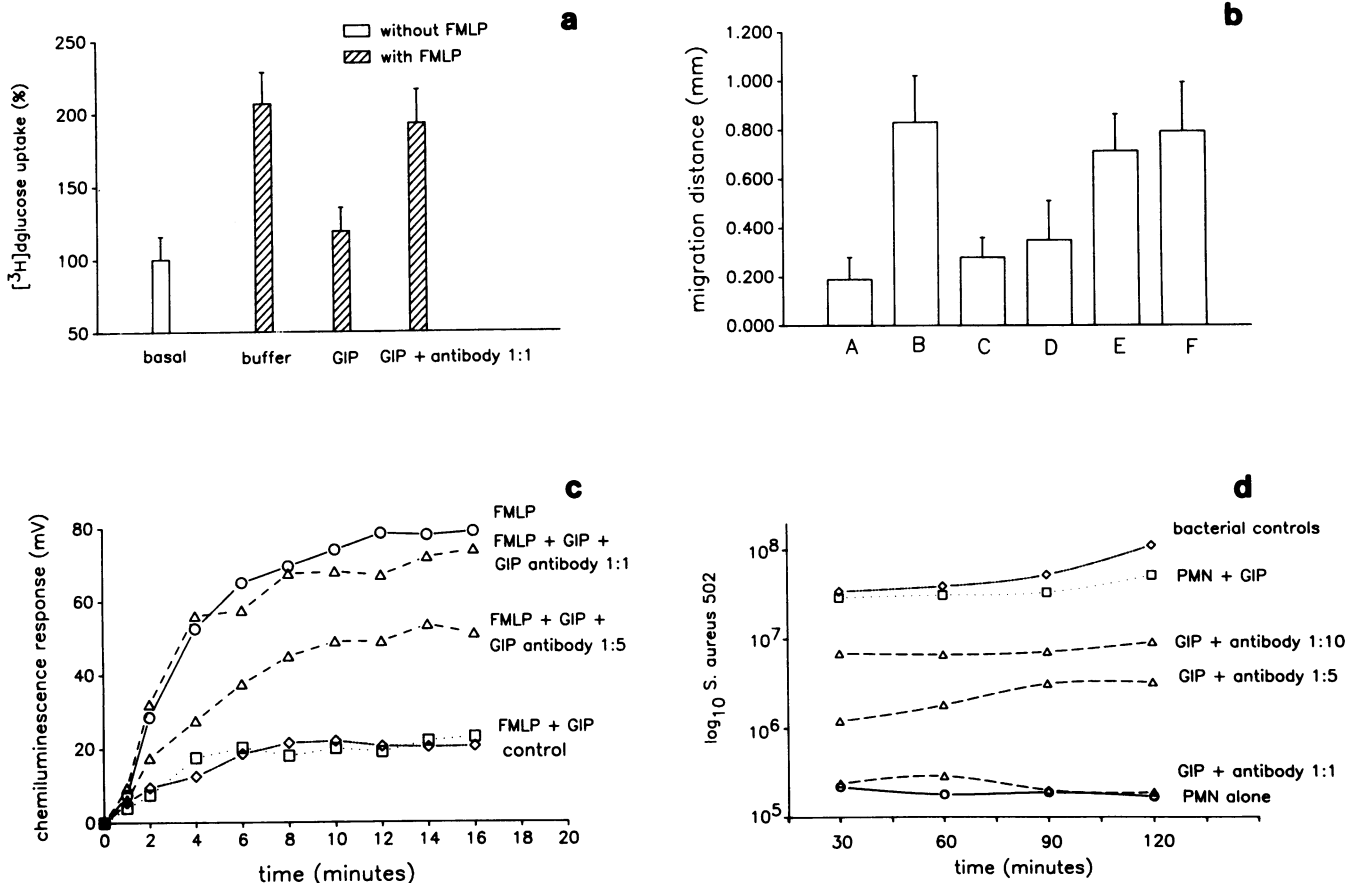 a
without FMLP
with FMLP
[3H]dglucose uptake (%)
250
200
150
100
50
basal buffer GIP GIP + antibody 1:1
b
migration distance (mm)
1.200
1.000
0.800
0.600
0.400
0.200
0.000
A B C D E F
c
chemiluminescence response (mV)
80
60
40
20
0
FMLP
FMLP + GIP +
GIP antibody 1:1
FMLP + GIP +
GIP antibody 1:5
FMLP + GIP
control
0 2 4 6 8 10 12 14 16 18 20
time (minutes)
d
log10 S. aureus 502
10^8
10^7
10^6
10^5
bacterial controls
PMN + GIP
GIP + antibody 1:10
GIP + antibody 1:5
GIP + antibody 1:1
PMN alone
30 60 90 120
time (minutes)